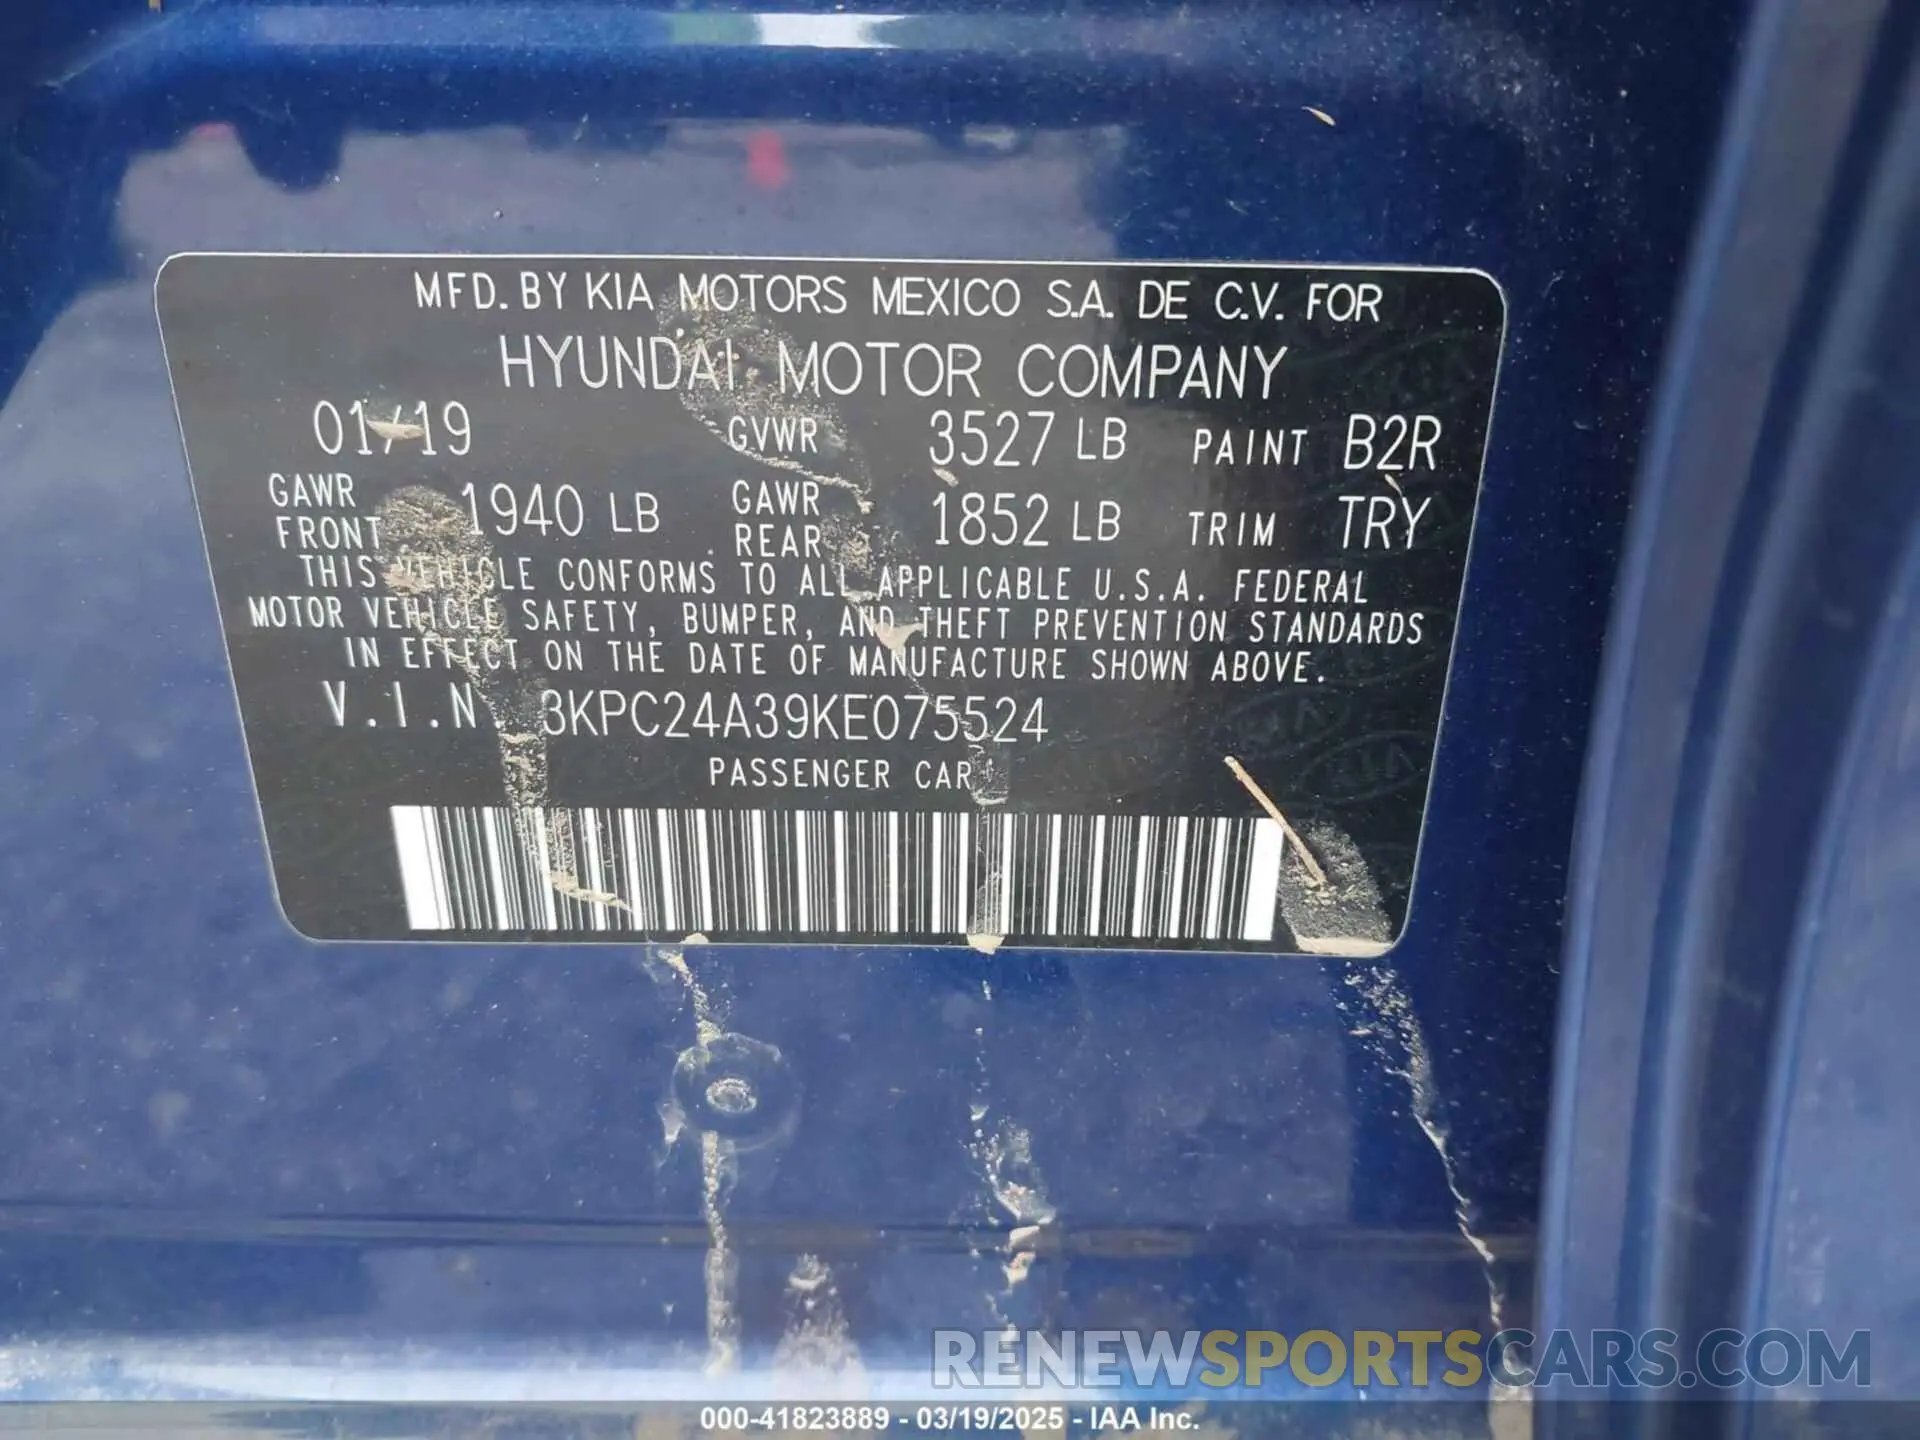 MFD. BY KIA MOTORS MEXICO S.A. DE C.V. FOR
HYUNDAI MOTOR COMPANY
01/19 GVWR 3527 LB PAINT B2R
GAWR FRONT 1940 LB GAWR REAR 1852 LB TRIM TRY
THIS VEHICLE CONFORMS TO ALL APPLICABLE U.S.A. FEDERAL
MOTOR VEHICLE SAFETY, BUMPER, AND THEFT PREVENTION STANDARDS
IN EFFECT ON THE DATE OF MANUFACTURE SHOWN ABOVE.
V.I.N. 3KPC24A39KE075524
PASSENGER CAR
KIA
RENEWSPORTSCARS.COM
000-41823889 - 03/19/2025 - IAA Inc.